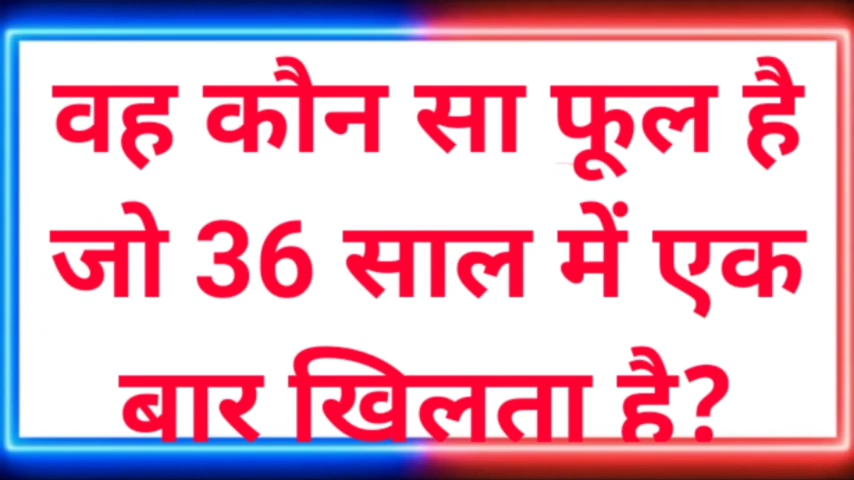 वह कौन सा फूल है
जो 36 साल में एक
बार खिलता है?